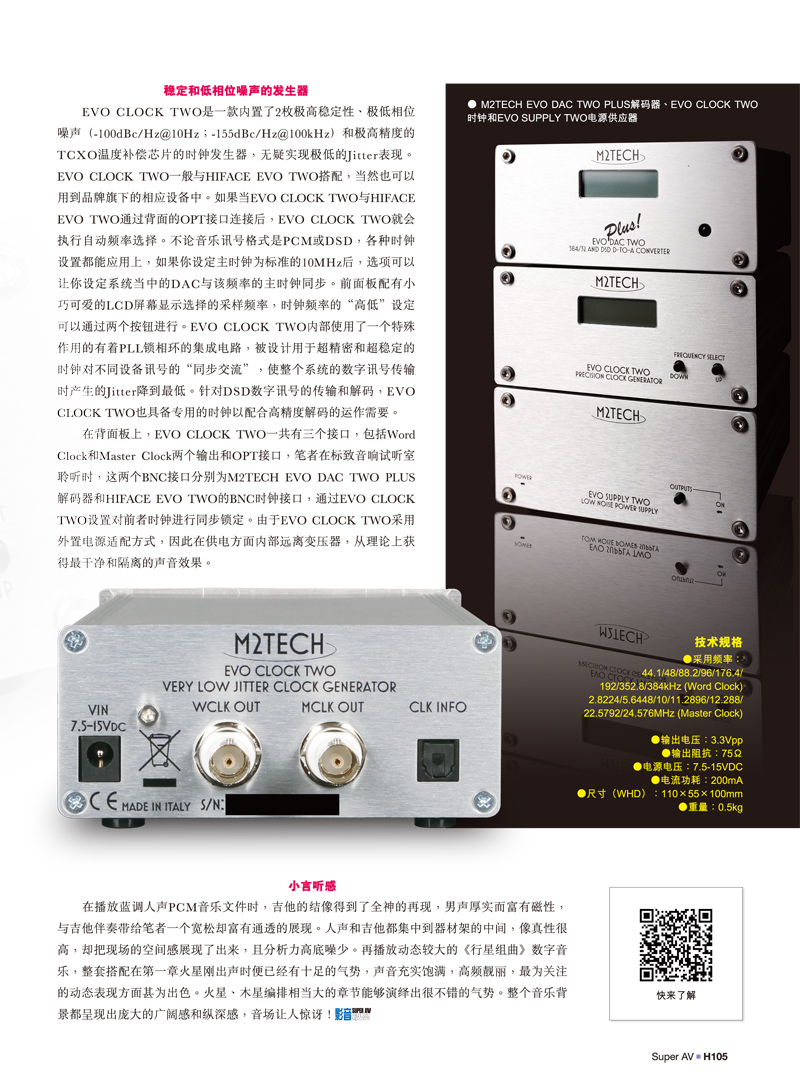 稳定和低相位噪声的发生器
EVO CLOCK TWO是一款内置了2枚极高稳定性、极低相位
噪声（-100dBc/Hz@10Hz；-155dBc/Hz@100kHz）和极高精度的
TCXO温度补偿芯片的时钟发生器，无疑实现极低的Jitter表现。
EVO CLOCK TWO一般与HIFACE EVO TWO搭配，当然也可以
用到品牌旗下的相应设备中。如果当EVO CLOCK TWO与HIFACE
EVO TWO通过背面的OPT接口连接后，EVO CLOCK TWO就会
执行自动频率选择。不论音乐讯号格式是PCM或DSD，各种时钟
设置都能应用上，如果你设定主时钟为标准的10MHz后，选项可以
让你设定系统当中的DAC与该频率的主时钟同步。前面板配有小
巧可爱的LCD屏幕显示选择的采样频率，时钟频率的“高低”设定
可以通过两个按钮进行。EVO CLOCK TWO内部使用了一个特殊
作用的有着PLL锁相环的集成电路，被设计用于超精密和超稳定的
时钟对不同设备讯号的“同步交流”，使整个系统的数字讯号传输
时产生的Jitter降到最低。针对DSD数字讯号的传输和解码，EVO
CLOCK TWO也具备专用的时钟以配合高精度解码的运作需要。
在背面板上，EVO CLOCK TWO一共有三个接口，包括Word
Clock和Master Clock两个输出和OPT接口，笔者在标致音响试听室
聆听时，这两个BNC接口分别为M2TECH EVO DAC TWO PLUS
解码器和HIFACE EVO TWO的BNC时钟接口，通过EVO CLOCK
TWO设置对前者时钟进行同步锁定。由于EVO CLOCK TWO采用
外置电源适配方式，因此在供电方面内部远离变压器，从理论上获
得最干净和隔离的声音效果。
● M2TECH EVO DAC TWO PLUS解码器、EVO CLOCK TWO
时钟和EVO SUPPLY TWO电源供应器
M2TECH
Plus!
EVO DAC TWO
384/32 AND DSD D-TO-A CONVERTER
M2TECH
FREQUENCY SELECT
EVO CLOCK TWO
PRECISION CLOCK GENERATOR
DOWN
UP
M2TECH
POWER
OUTPUTS
EVO SUPPLY TWO
LOW NOISE POWER SUPPLY
ON
技术规格
●采用频率：
44.1/48/88.2/96/176.4/
192/352.8/384kHz (Word Clock)
2.8224/5.6448/10/11.2896/12.288/
22.5792/24.576MHz (Master Clock)
●输出电压：3.3Vpp
●输出阻抗：75Ω
●电源电压：7.5-15VDC
●电流功耗：200mA
●尺寸（WHD）：110×55×100mm
●重量：0.5kg
M2TECH
EVO CLOCK TWO
VERY LOW JITTER CLOCK GENERATOR
VIN
7.5-15VDC
WCLK OUT
MCLK OUT
CLK INFO
CE MADE IN ITALY S/N:
小言听感
在播放蓝调人声PCM音乐文件时，吉他的结像得到了全神的再现，男声厚实而富有磁性，
与吉他伴奏带给笔者一个宽松却富有通透的展现。人声和吉他都集中到器材架的中间，像真性很
高，却把现场的空间感展现了出来，且分析力高底噪少。再播放动态较大的《行星组曲》数字音
乐，整套搭配在第一章火星刚出声时便已经有十足的气势，声音充实饱满，高频靓丽，最为关注
的动态表现方面甚为出色。火星、木星编排相当大的章节能够演绎出很不错的气势。整个音乐背
景都呈现出庞大的广阔感和纵深感，音场让人惊讶！影音SUPER AV
快来了解
Super AV ■ H105